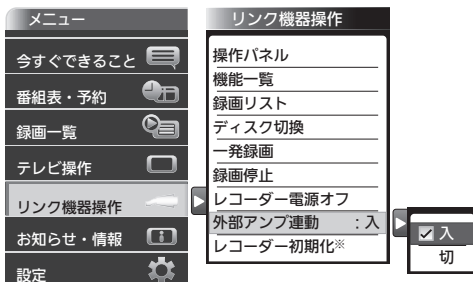 メニュー
今すぐできること
番組表・予約
録画一覧
テレビ操作
リンク機器操作
お知らせ・情報
設定
リンク機器操作
操作パネル
機能一覧
録画リスト
ディスク切換
一発録画
録画停止
レコーダー電源オフ
外部アンプ連動 :入
レコーダー初期化※
入
切